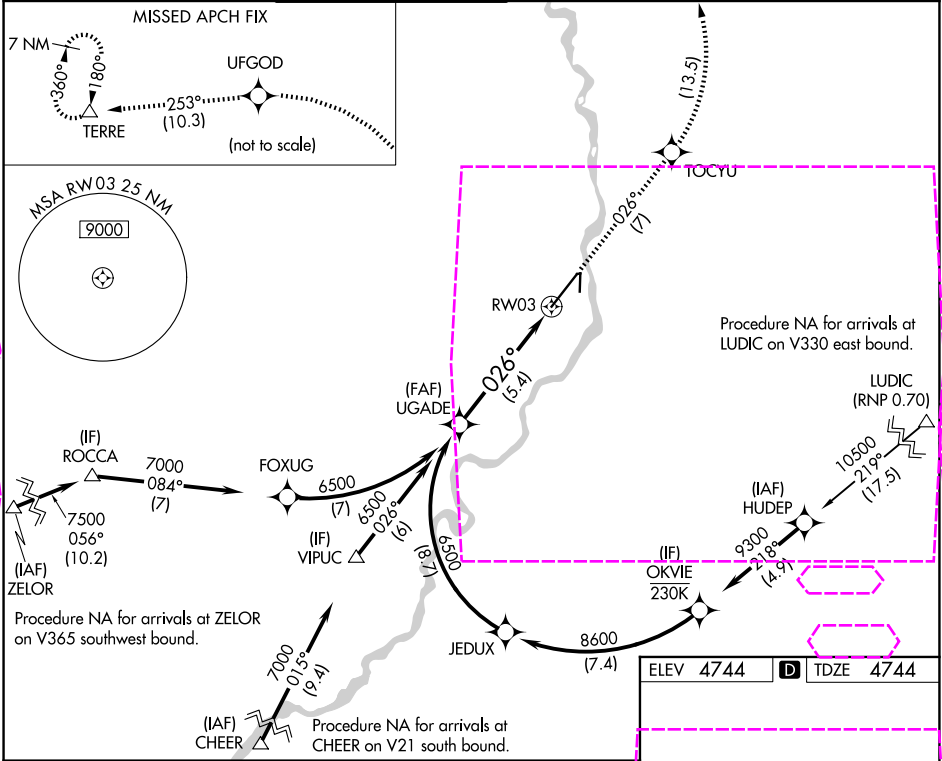 MISSED APCH FIX
7 NM
360°
180°
TERRE
253°
(10.3)
UFGOD
(not to scale)
(13.5)
TOCYU
026°
(7)
MSA RW03 25 NM
9000
RW03
026°
(5.4)
(FAF)
UGADE
Procedure NA for arrivals at
LUDIC on V330 east bound.
LUDIC
(RNP 0.70)
10500
219°
(17.5)
(IAF)
HUDEP
9300
218°
(4.9)
(IF)
OKVIE
230K
8600
(7.4)
JEDUX
6500
(8.7)
(IF)
ROCCA
7000
084°
(7)
FOXUG
6500
(7)
6500
026°
(6)
(IF)
VIPUC
7500
056°
(10.2)
(IAF)
ZELOR
Procedure NA for arrivals at ZELOR
on V365 southwest bound.
7000
015°
(9.4)
(IAF)
CHEER
Procedure NA for arrivals at
CHEER on V21 south bound.
ELEV 4744 D TDZE 4744